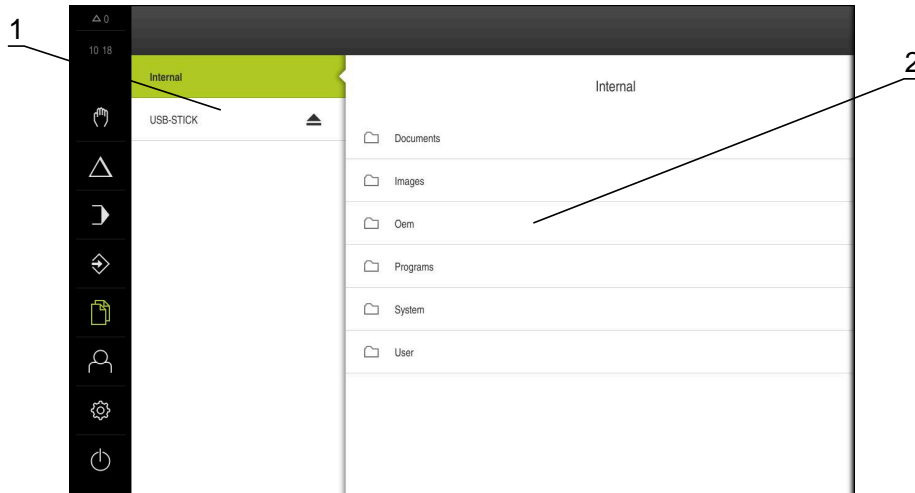 1
0
10 18
2
Internal
Internal
USB-STICK
Documents
Images
Oem
Programs
System
User